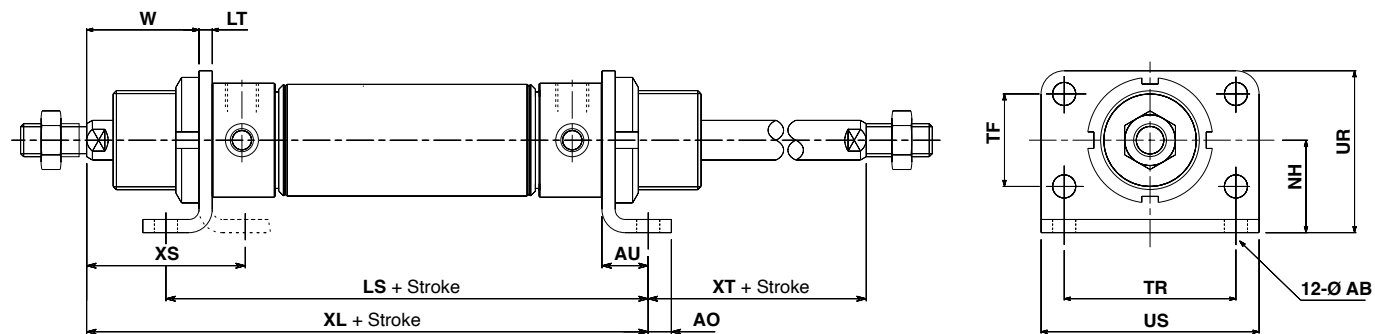 W
LT
TF
NH
UR
XS
AU
LS + Stroke
XT + Stroke
XL + Stroke
AO
TR
US
12-Ø AB